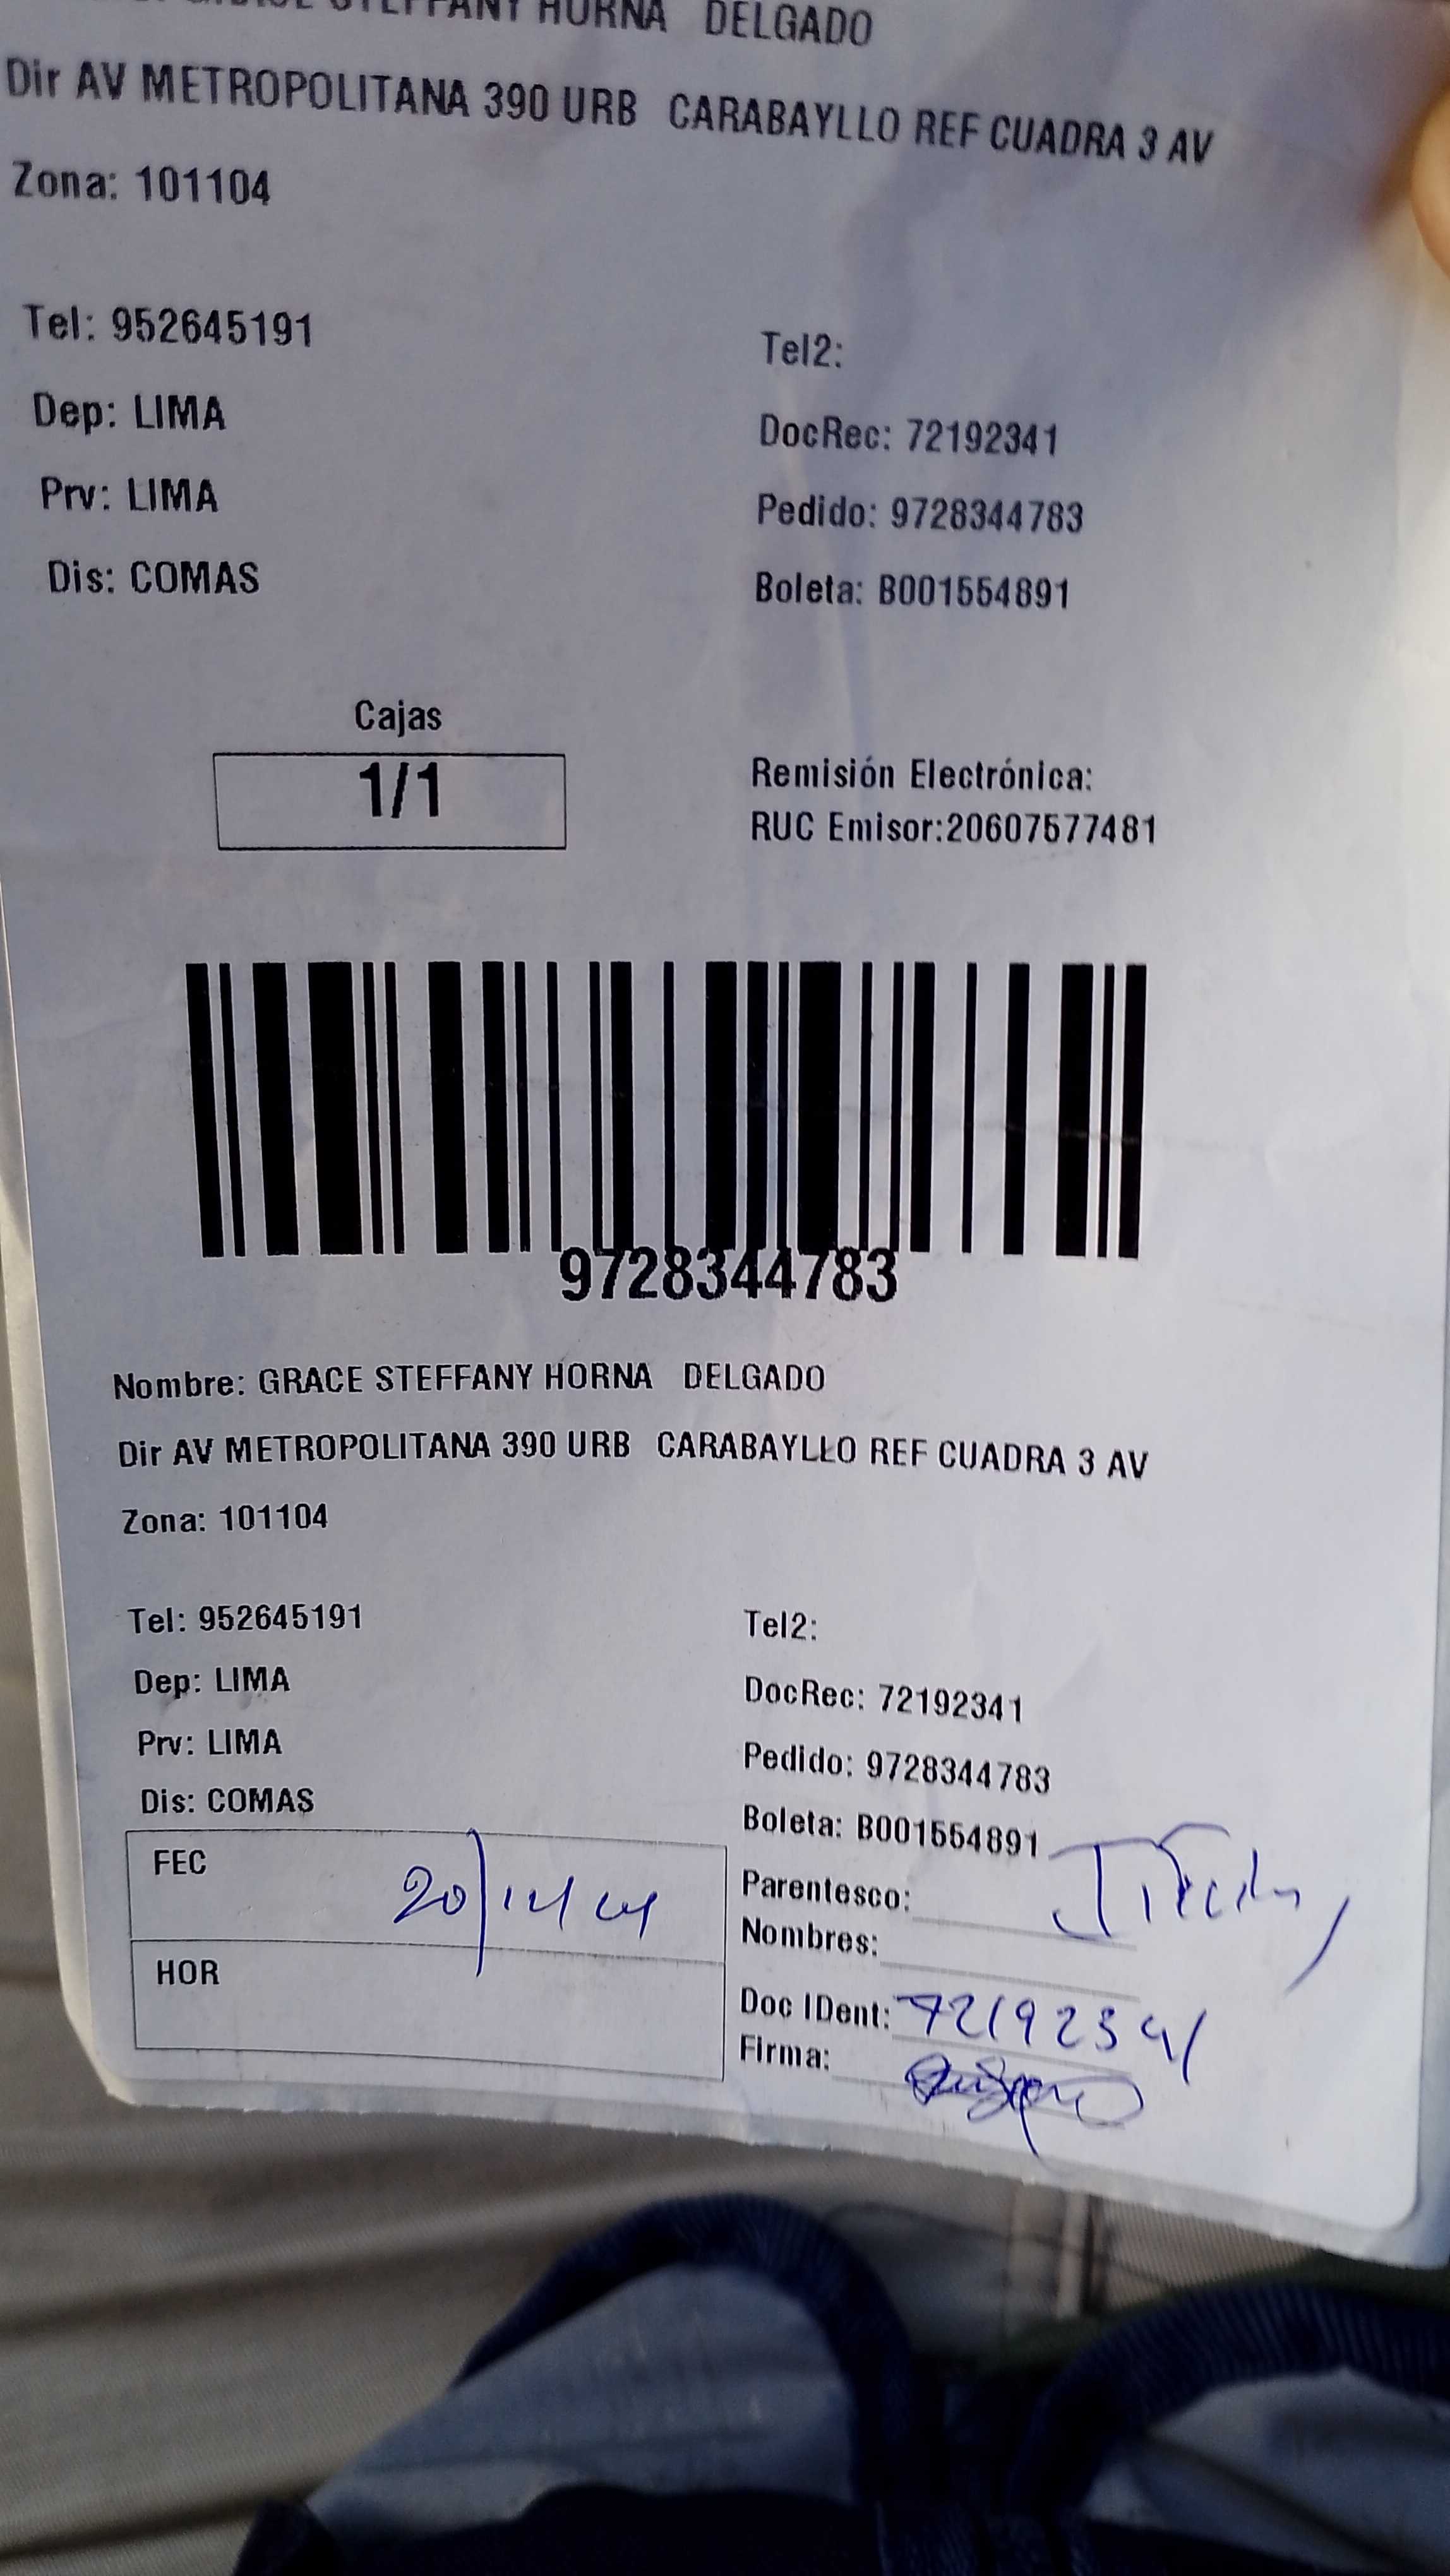 STEFFANY HORNA DELGADO
Dir AV METROPOLITANA 390 URB CARABAYLLO REF CUADRA 3 AV
Zona: 101104
Tel: 952645191
Tel2:
Dep: LIMA
DocRec: 72192341
Prv: LIMA
Pedido: 9728344783
Dis: COMAS
Boleta: B001554891
Cajas
1/1
Remisión Electrónica:
RUC Emisor:20607577481
9728344783
Nombre: GRACE STEFFANY HORNA DELGADO
Dir AV METROPOLITANA 390 URB CARABAYLLO REF CUADRA 3 AV
Zona: 101104
Tel: 952645191
Tel2:
Dep: LIMA
DocRec: 72192341
Prv: LIMA
Pedido: 9728344783
Dis: COMAS
Boleta: B001554891
FEC 20/12/24
Parentesco:
Nombres:
HOR
Doc IDent: 72192341
Firma: